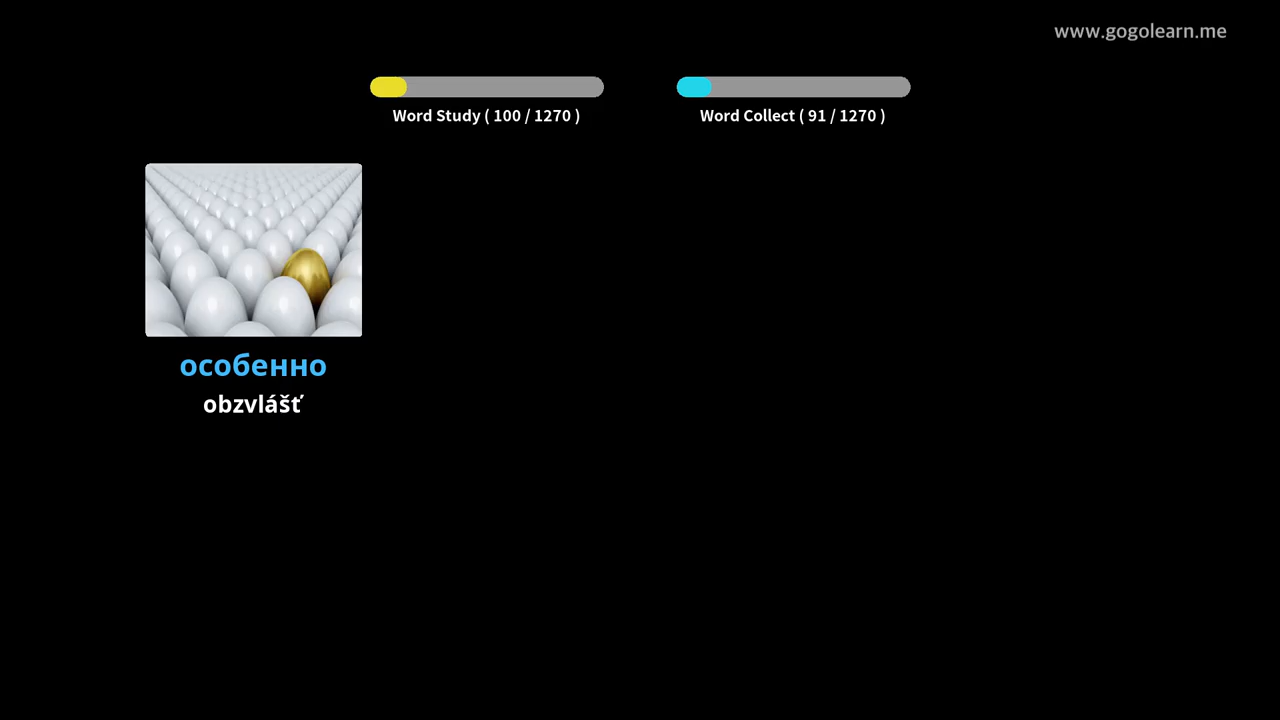 www.gogolearn.me
Word Study ( 100 / 1270 )
Word Collect ( 91 / 1270 )
особенно
obzvlášť